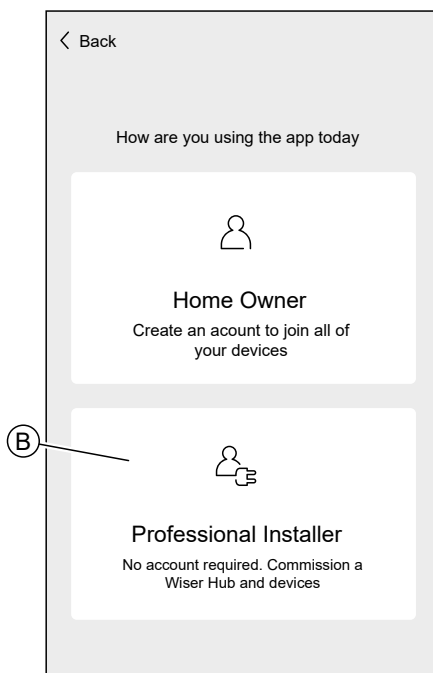 Back
How are you using the app today
Home Owner
Create an acount to join all of
your devices
B
Professional Installer
No account required. Commission a
Wiser Hub and devices